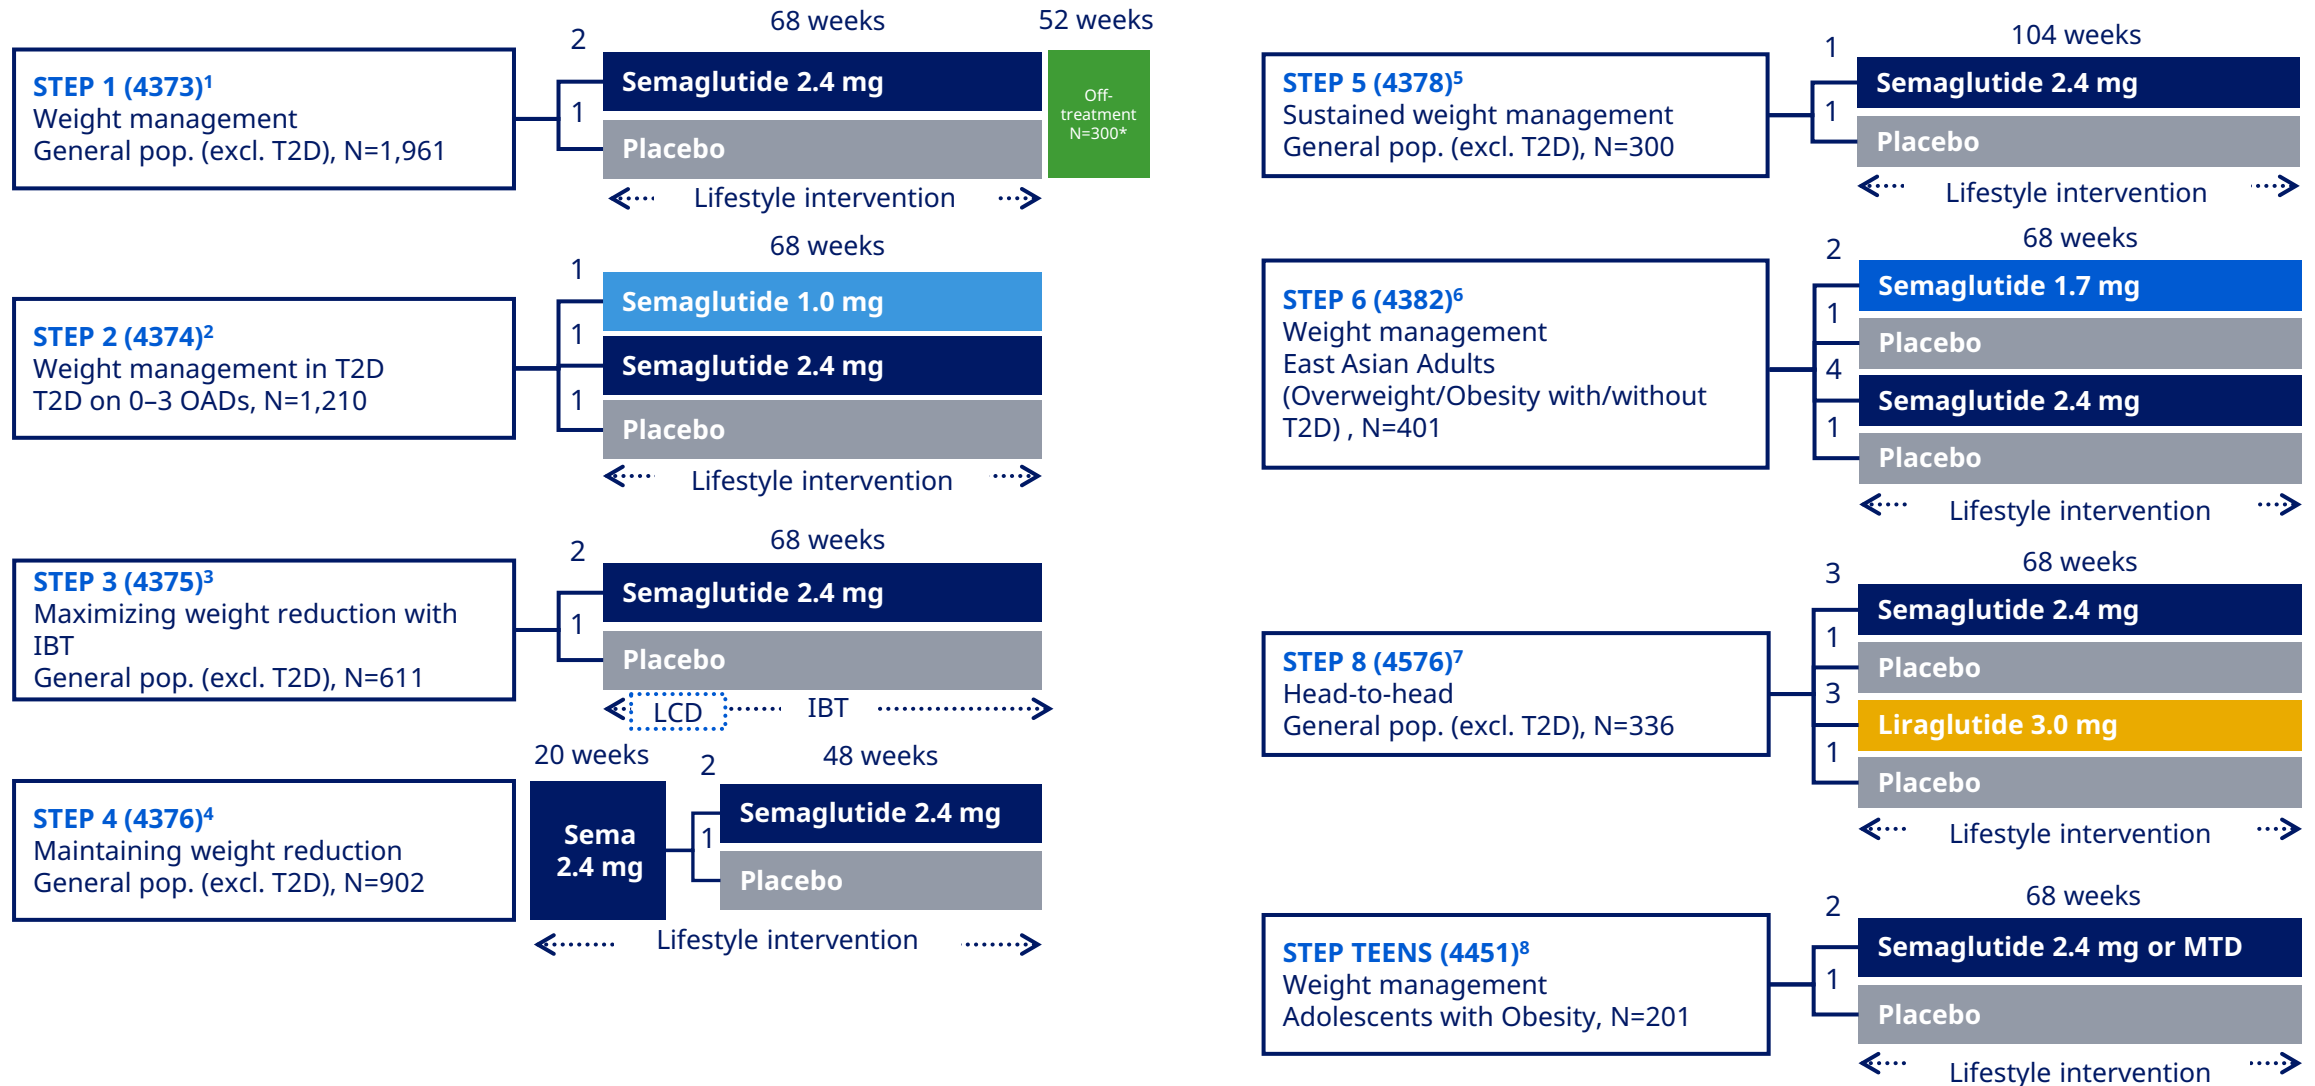 68 weeks
52 weeks
2
STEP 1 (4373)¹
Weight management
General pop. (excl. T2D), N=1,961
Semaglutide 2.4 mg
1
Placebo
Off-
treatment
N=300*
Lifestyle intervention
68 weeks
1
STEP 2 (4374)²
Weight management in T2D
T2D on 0–3 OADs, N=1,210
Semaglutide 1.0 mg
1
Semaglutide 2.4 mg
1
Placebo
Lifestyle intervention
68 weeks
2
STEP 3 (4375)³
Maximizing weight reduction with
IBT
General pop. (excl. T2D), N=611
Semaglutide 2.4 mg
1
Placebo
LCD
IBT
20 weeks
2
48 weeks
STEP 4 (4376)⁴
Maintaining weight reduction
General pop. (excl. T2D), N=902
Sema
2.4 mg
Semaglutide 2.4 mg
1
Placebo
Lifestyle intervention
104 weeks
1
STEP 5 (4378)⁵
Sustained weight management
General pop. (excl. T2D), N=300
Semaglutide 2.4 mg
1
Placebo
Lifestyle intervention
68 weeks
2
STEP 6 (4382)⁶
Weight management
East Asian Adults
(Overweight/Obesity with/without
T2D) , N=401
Semaglutide 1.7 mg
1
Placebo
4
Semaglutide 2.4 mg
1
Placebo
Lifestyle intervention
68 weeks
3
STEP 8 (4576)⁷
Head-to-head
General pop. (excl. T2D), N=336
Semaglutide 2.4 mg
1
Placebo
3
Liraglutide 3.0 mg
1
Placebo
Lifestyle intervention
68 weeks
2
STEP TEENS (4451)⁸
Weight management
Adolescents with Obesity, N=201
Semaglutide 2.4 mg or MTD
1
Placebo
Lifestyle intervention